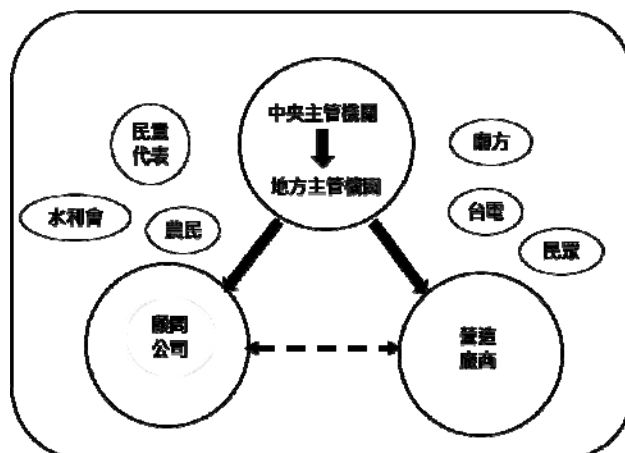 中央主管機關
地方主管機關
民意
代表
水利會
農民
廟方
台電
民眾
顧問
公司
營造
廠商